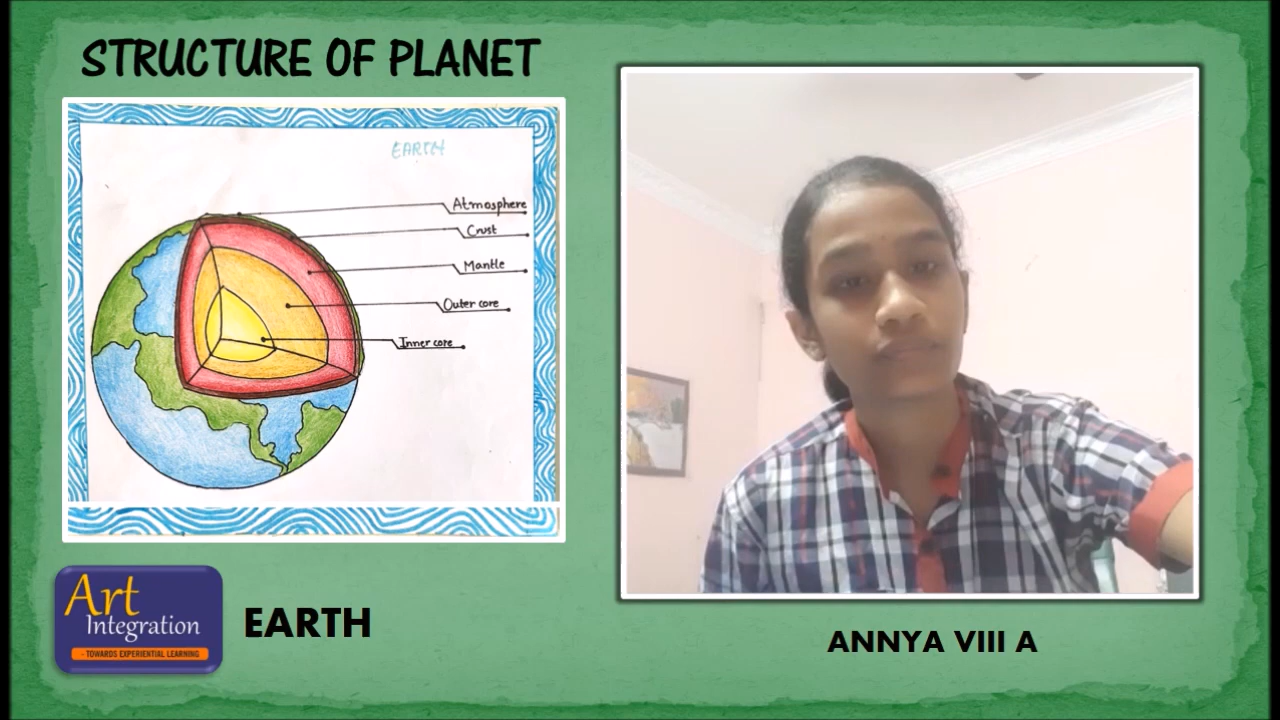 STRUCTURE OF PLANET
EARTH
Atmosphere
Crust
Mantle
Outer core
Inner core
Art
Integration
- TOWARDS EXPERIENTIAL LEARNING
EARTH
ANNYA VIII A